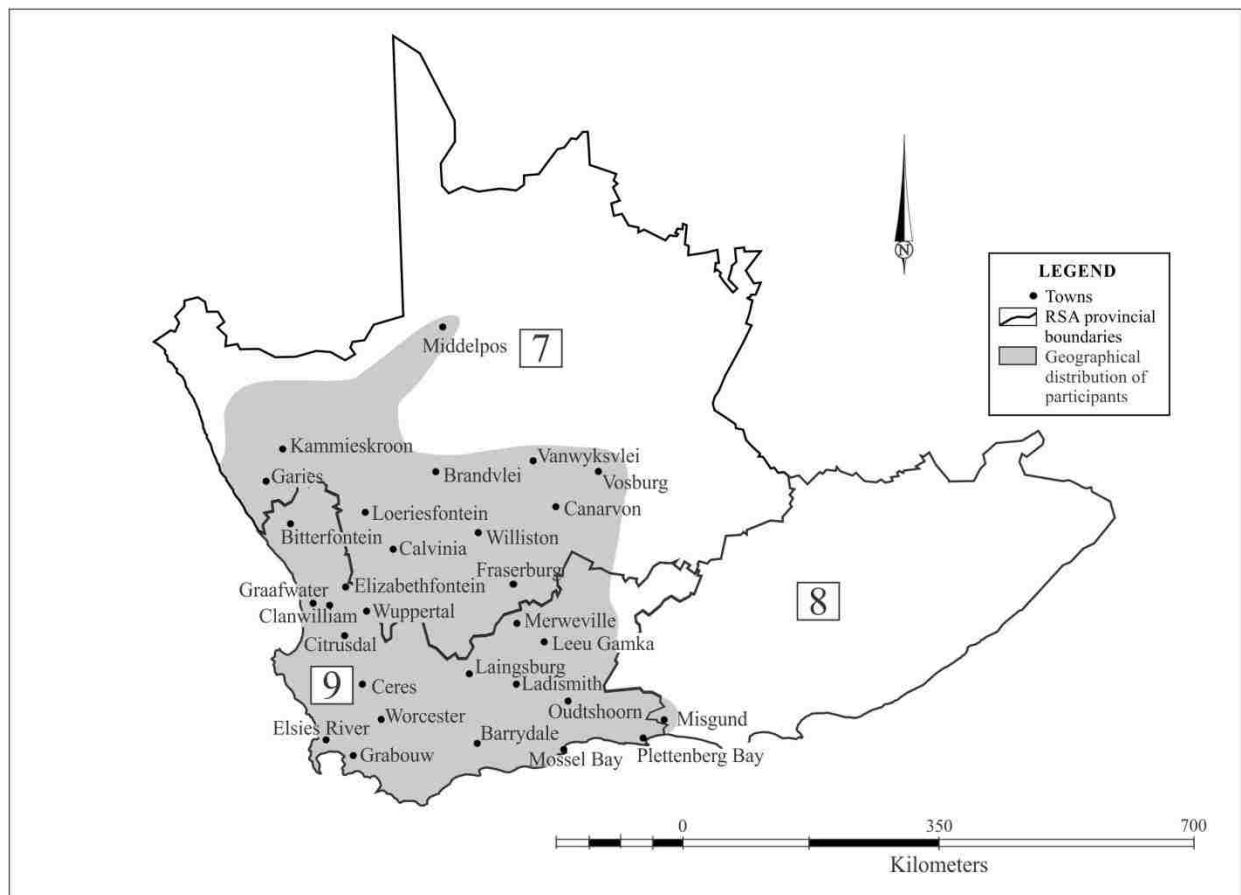 N
LEGEND
Towns
RSA provincial
boundaries
Geographical
distribution of
participants
Middelpos
7
Kammieskroon
Garies
Brandvlei
Vanwyksvlei
Vosburg
Loeriesfontein
Canarvon
Bitterfontein
Williston
Calvinia
Fraserburg
Elizabethfontein
Graafwater
Clanwilliam
Wuppertal
8
Merweville
Citrusdal
Leeu Gamka
Laingsburg
9
Ceres
Ladismith
Oudtshoorn
Worcester
Misgund
Elsies River
Barrydale
Grabouw
Mossel Bay
Plettenberg Bay
0 350 700
Kilometers